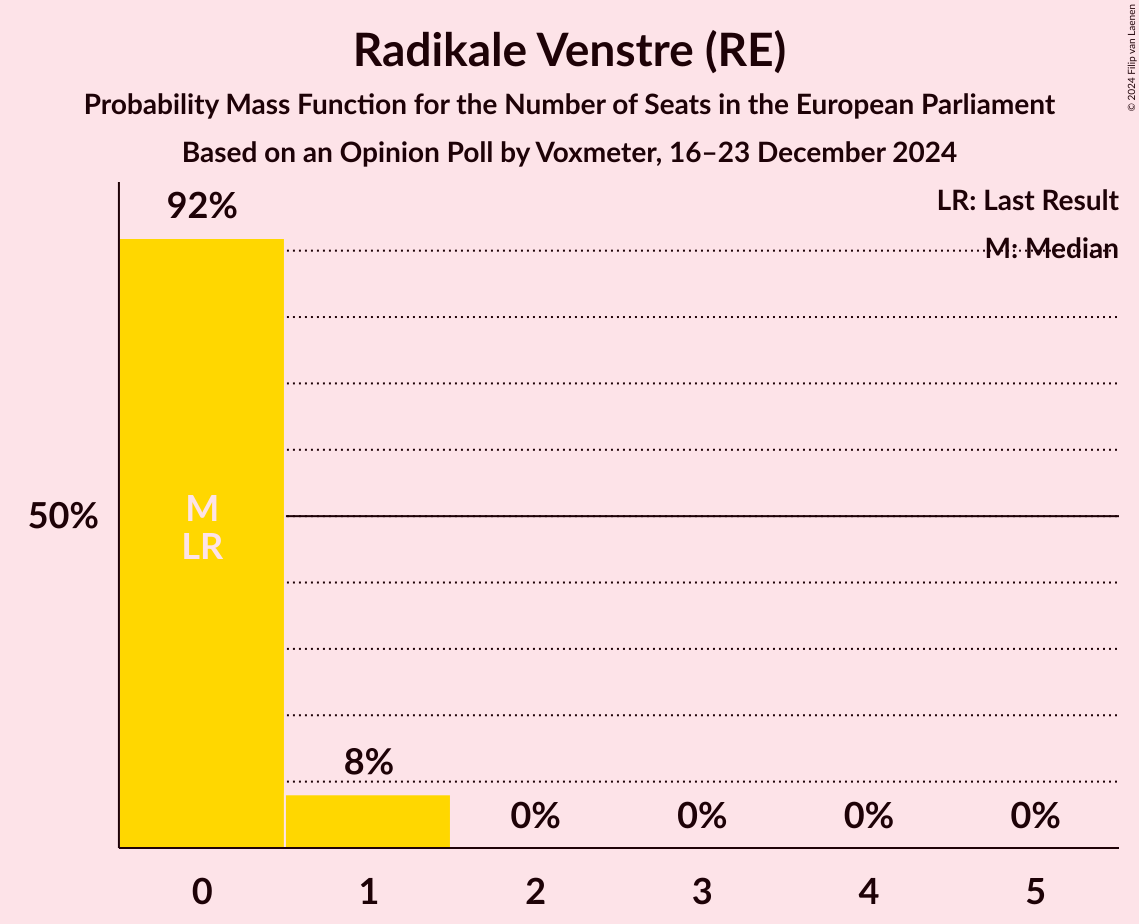 Radikale Venstre (RE)
Probability Mass Function for the Number of Seats in the European Parliament
Based on an Opinion Poll by Voxmeter, 16–23 December 2024
© 2024 Filip van Laenen
LR: Last Result
M: Median
92%
50%
M
LR
8%
0%
0%
0%
0%
0
1
2
3
4
5